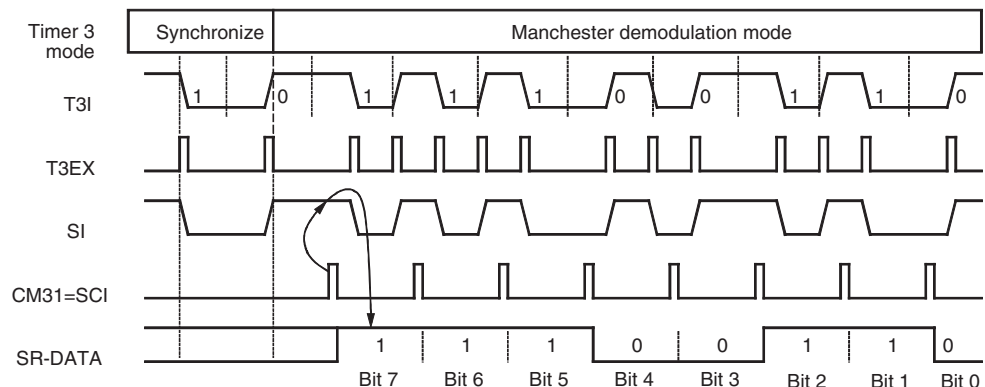 Timer 3 mode Synchronize Manchester demodulation mode
T3I 1 0 1 1 1 0 0 1 1 0
T3EX
SI
CM31=SCI
SR-DATA 1 1 1 0 0 1 1 0
Bit 7 Bit 6 Bit 5 Bit 4 Bit 3 Bit 2 Bit 1 Bit 0